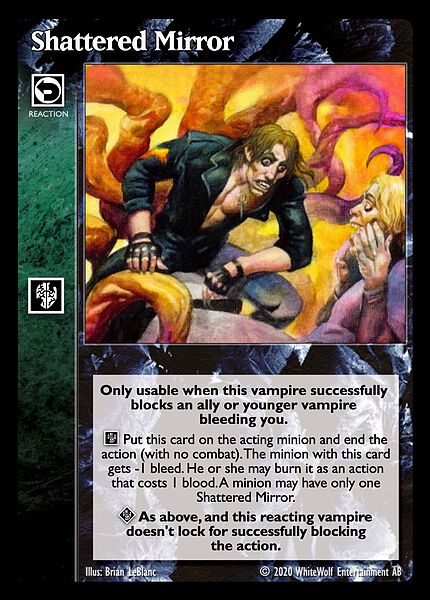 Shattered Mirror
REACTION
Only usable when this vampire successfully
blocks an ally or younger vampire
bleeding you.
Put this card on the acting minion and end the
action (with no combat).The minion with this card
gets -1 bleed. He or she may burn it as an action
that costs 1 blood.A minion may have only one
Shattered Mirror.
As above, and this reacting vampire
doesn't lock for successfully blocking
the action.
Illus: Brian LeBlanc © 2020 WhiteWolf Entertainment AB